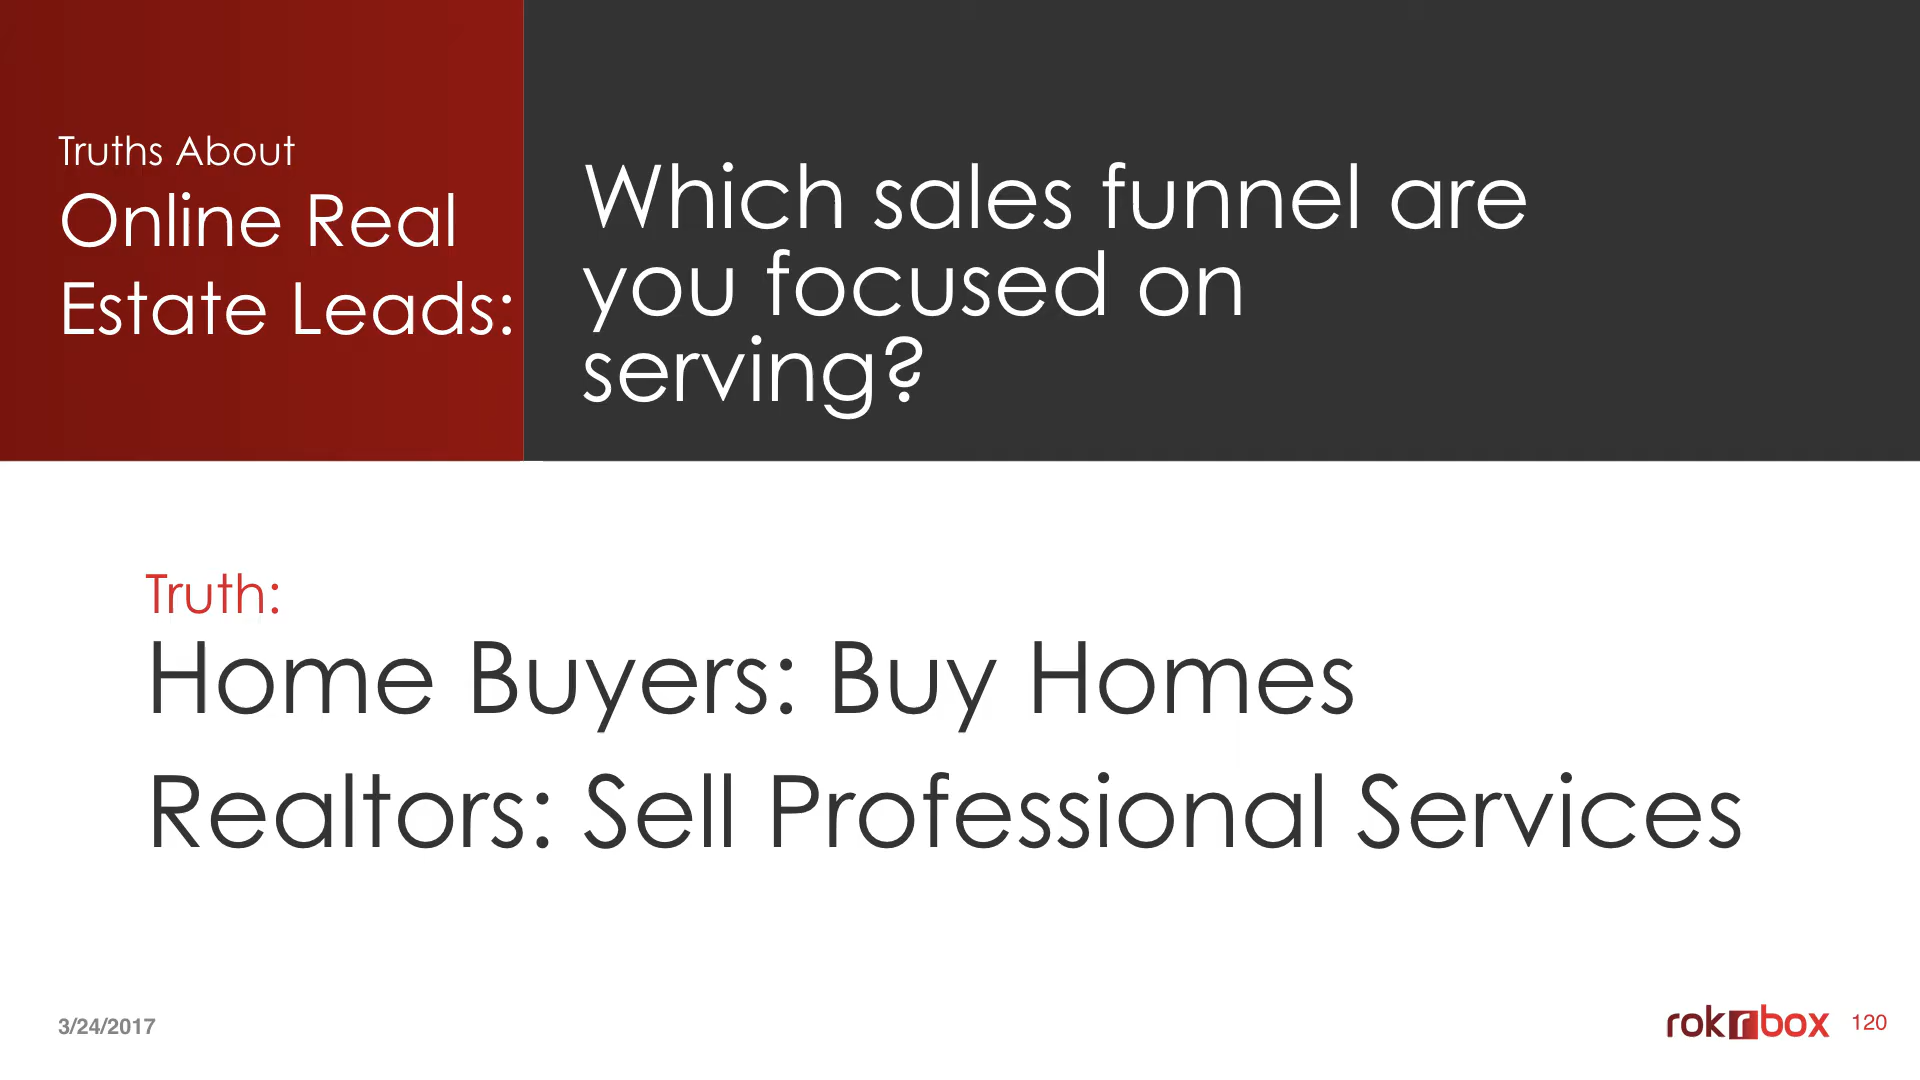 Truths About
Online Real
Estate Leads:
Which sales funnel are
you focused on
serving?
Truth:
Home Buyers: Buy Homes
Realtors: Sell Professional Services
3/24/2017
rokrbox 120